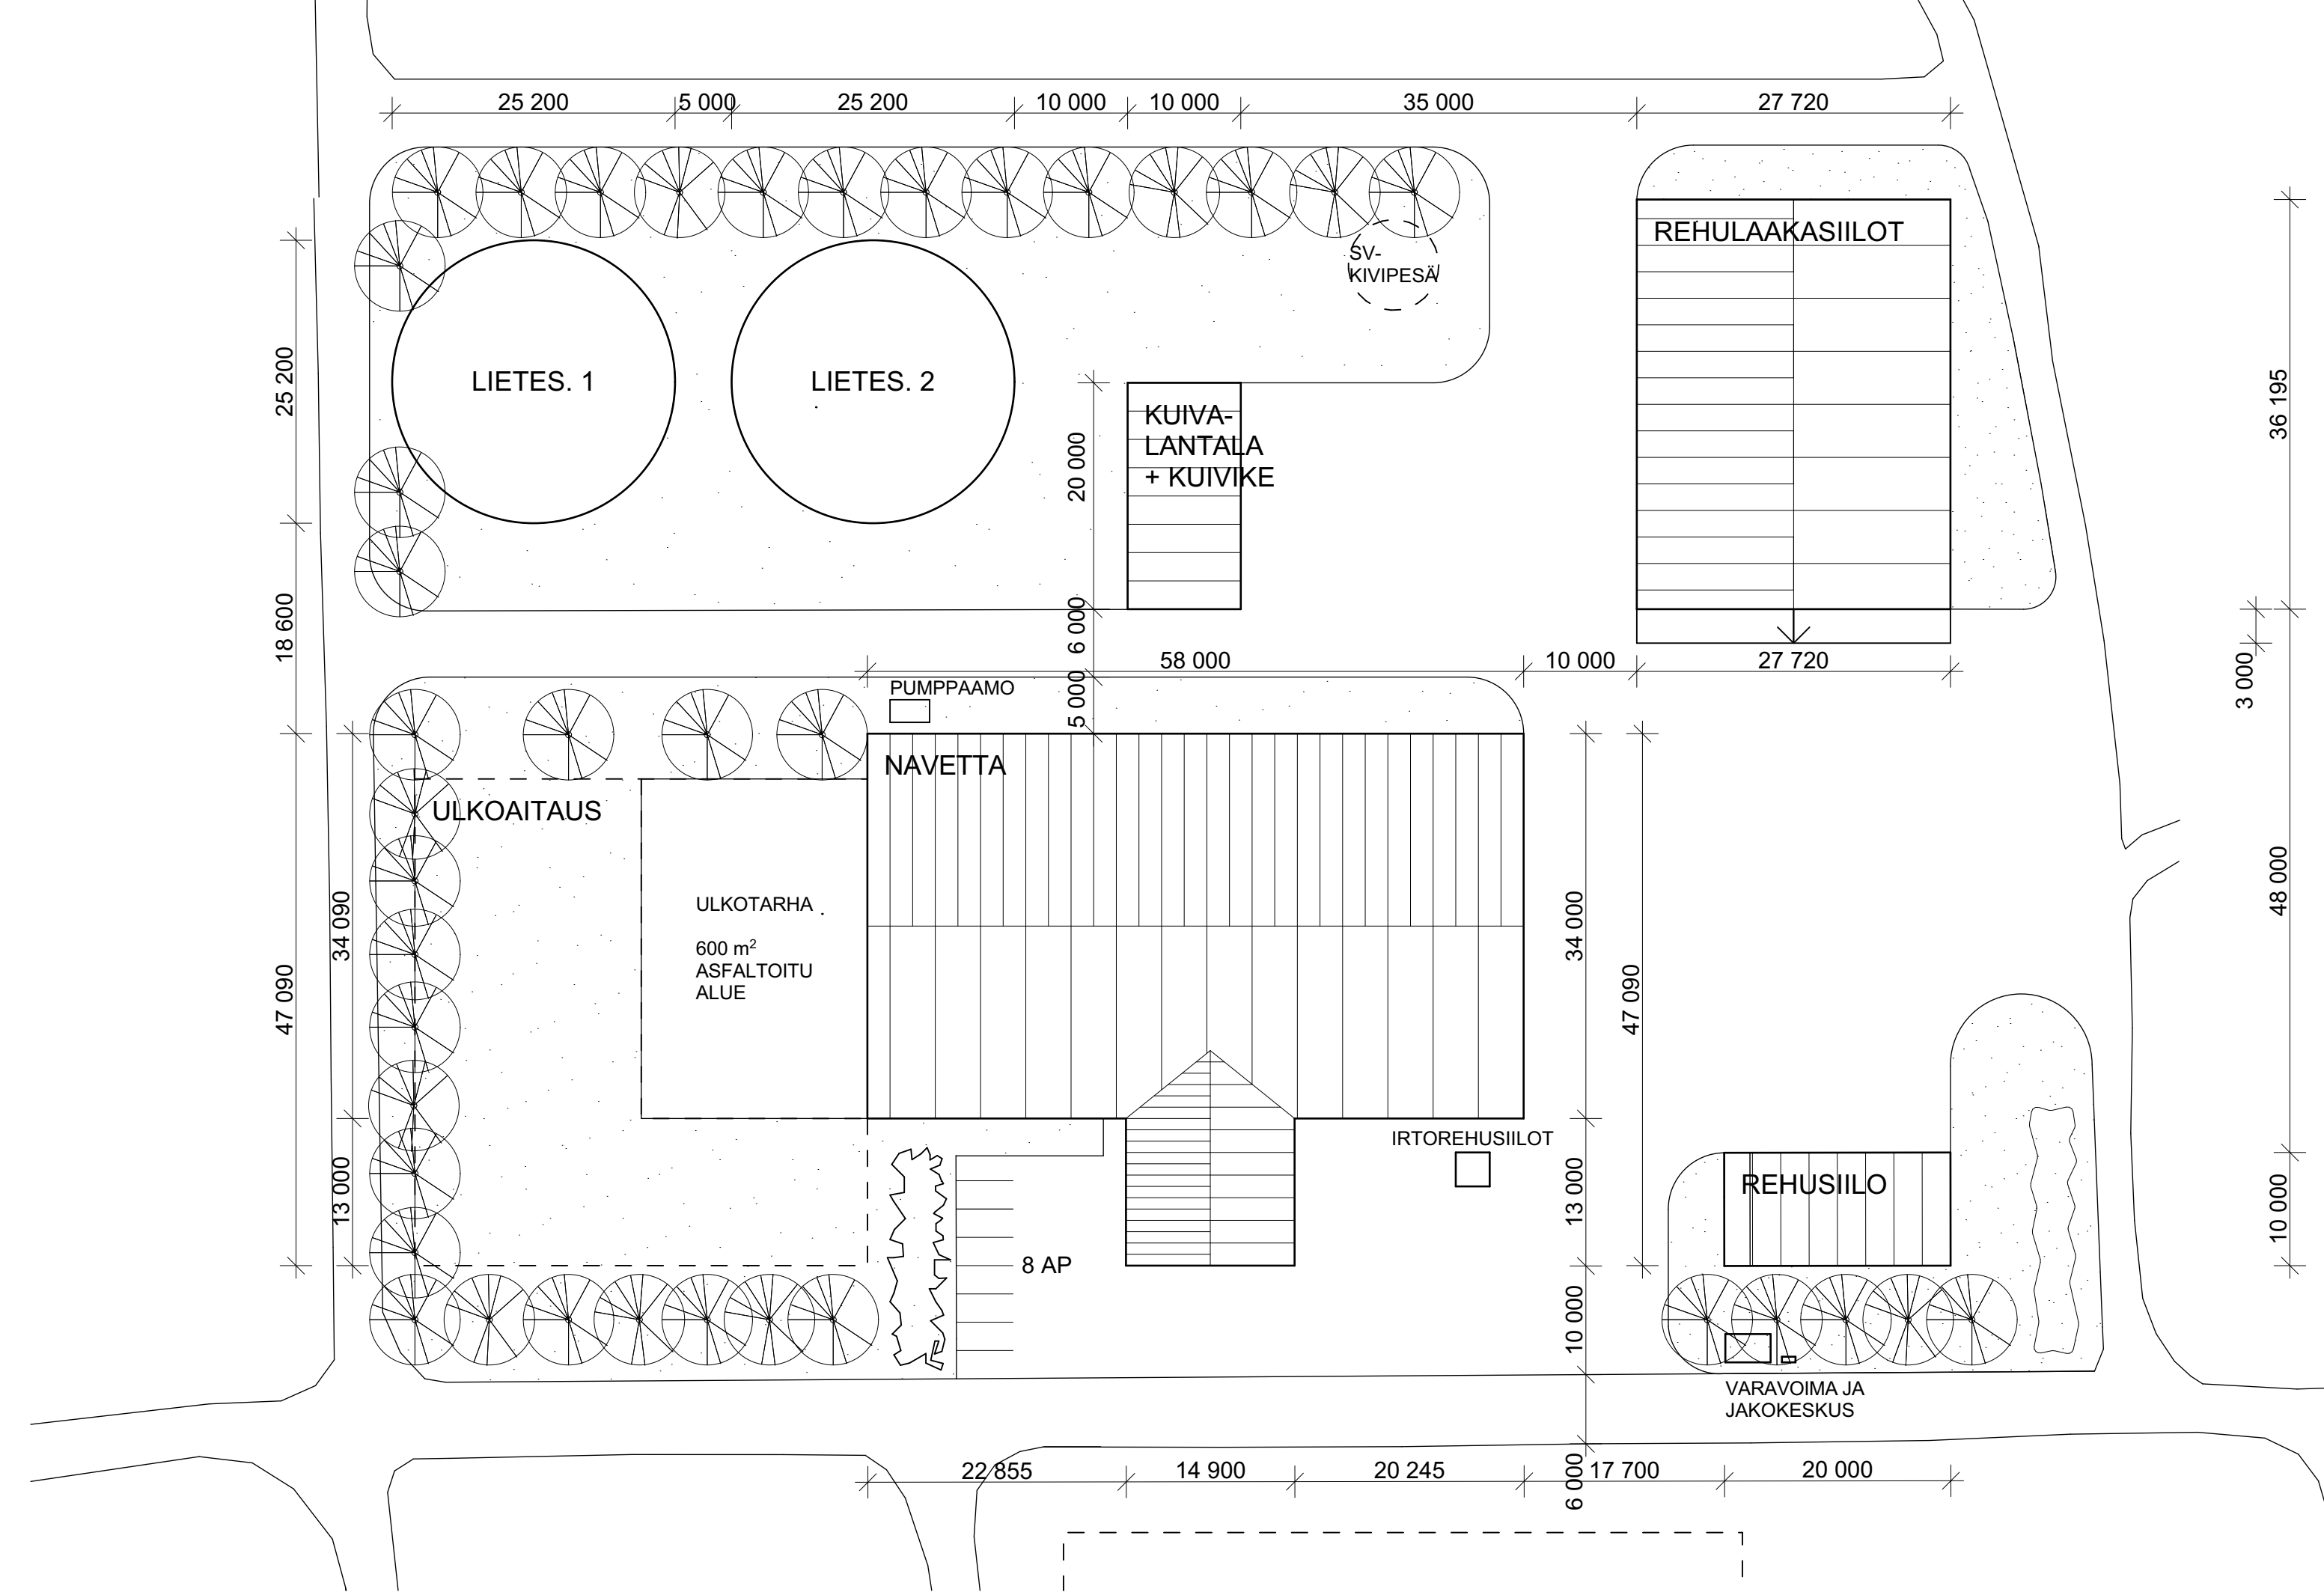 25 200
5 000
25 200
10 000
10 000
35 000
27 720
REHULAAKASIILOT
SV-
KIVIPESÄ
LIETES. 1
LIETES. 2
KUIVA-
LANTALA
+ KUIVIKE
25 200
20 000
36 195
18 600
6 000
58 000
10 000
27 720
3 000
PUMPPAAMO
5 000
NAVETTA
ULKOAITAUS
ULKOTARHA
600 m²
ASFALTOITU
ALUE
34 090
47 090
34 000
47 090
48 000
IRTOREHUSIILOT
13 000
13 000
REHUSIILO
10 000
8 AP
10 000
VARAVOIMA JA
JAKOKESKUS
22 855
14 900
20 245
6 000
17 700
20 000